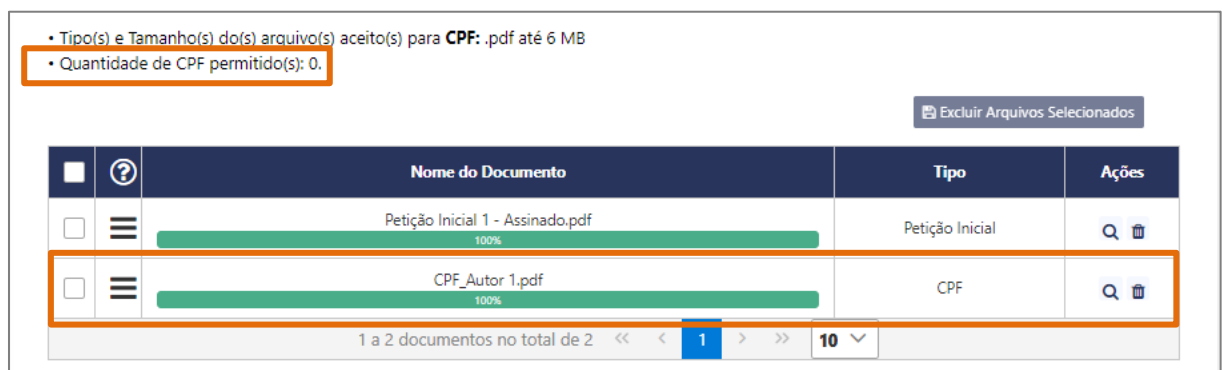 • Tipo(s) e Tamanho(s) do(s) arquivo(s) aceito(s) para CPF: .pdf até 6 MB
• Quantidade de CPF permitido(s): 0.
Excluir Arquivos Selecionados
? Nome do Documento Tipo Ações
Petição Inicial 1 - Assinado.pdf Petição Inicial
100%
CPF_Autor 1.pdf CPF
100%
1 a 2 documentos no total de 2 << < 1 > >> 10